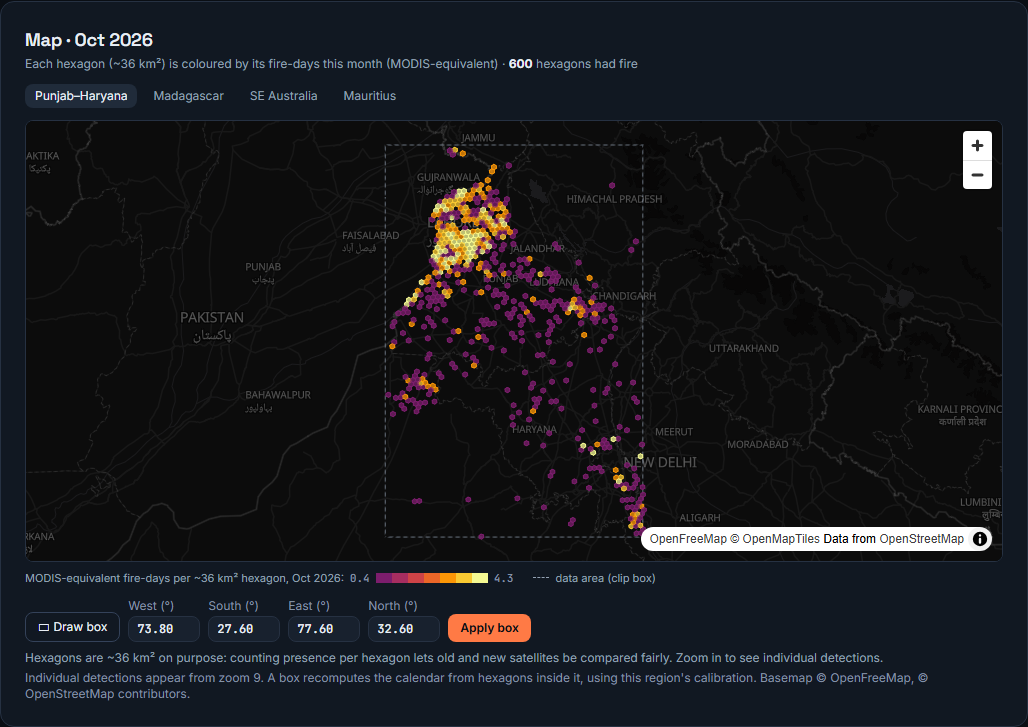 Map · Oct 2026
Each hexagon (~36 km²) is coloured by its fire-days this month (MODIS-equivalent) · 600 hexagons had fire
Punjab–Haryana
Madagascar
SE Australia
Mauritius
+
−
JAMMU
AKTIKA
پکتیکا
GUJRANWALA
HIMACHAL PRADESH
FAISALABAD
فیصل آباد
JALANDHAR
PUNJAB
پنجاب
PUNJAB
LUDHIANA
CHANDIGARH
PAKISTAN
پاکستان
UTTARAKHAND
BAHAWALPUR
بہاولپور
KARNALI PROVINC
कर्णाली प्रदेश
HARYANA
MEERUT
MORADABAD
NEW DELHI
LUMBINI
ALIGARH
RKANA
OpenFreeMap © OpenMapTiles Data from OpenStreetMap
MODIS-equivalent fire-days per ~36 km² hexagon, Oct 2026: 0.4 4.3 ---- data area (clip box)
West (°) South (°) East (°) North (°)
Draw box 73.80 27.60 77.60 32.60 Apply box
Hexagons are ~36 km² on purpose: counting presence per hexagon lets old and new satellites be compared fairly. Zoom in to see individual detections.
Individual detections appear from zoom 9. A box recomputes the calendar from hexagons inside it, using this region's calibration. Basemap © OpenFreeMap, ©
OpenStreetMap contributors.